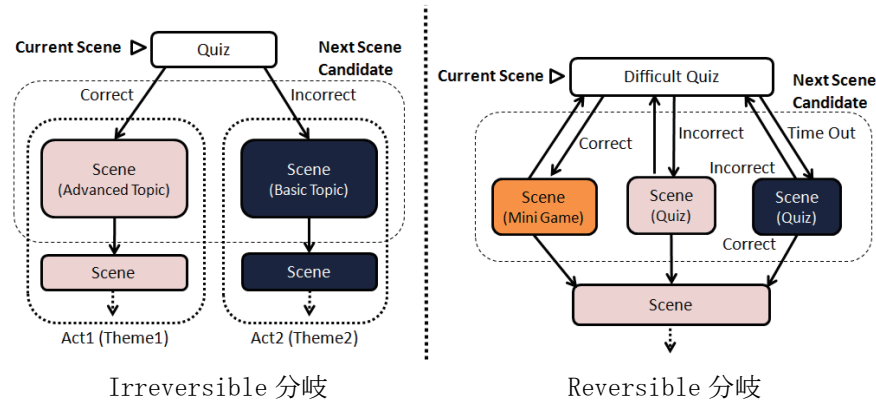 Current Scene
Quiz
Next Scene
Candidate
Correct
Incorrect
Scene
(Advanced Topic)
Scene
(Basic Topic)
Scene
Scene
Act1 (Theme1)
Act2 (Theme2)
Irreversible 分岐
Current Scene
Difficult Quiz
Next Scene
Candidate
Correct
Incorrect
Time Out
Incorrect
Scene
(Mini Game)
Scene
(Quiz)
Scene
(Quiz)
Correct
Scene
Reversible 分岐